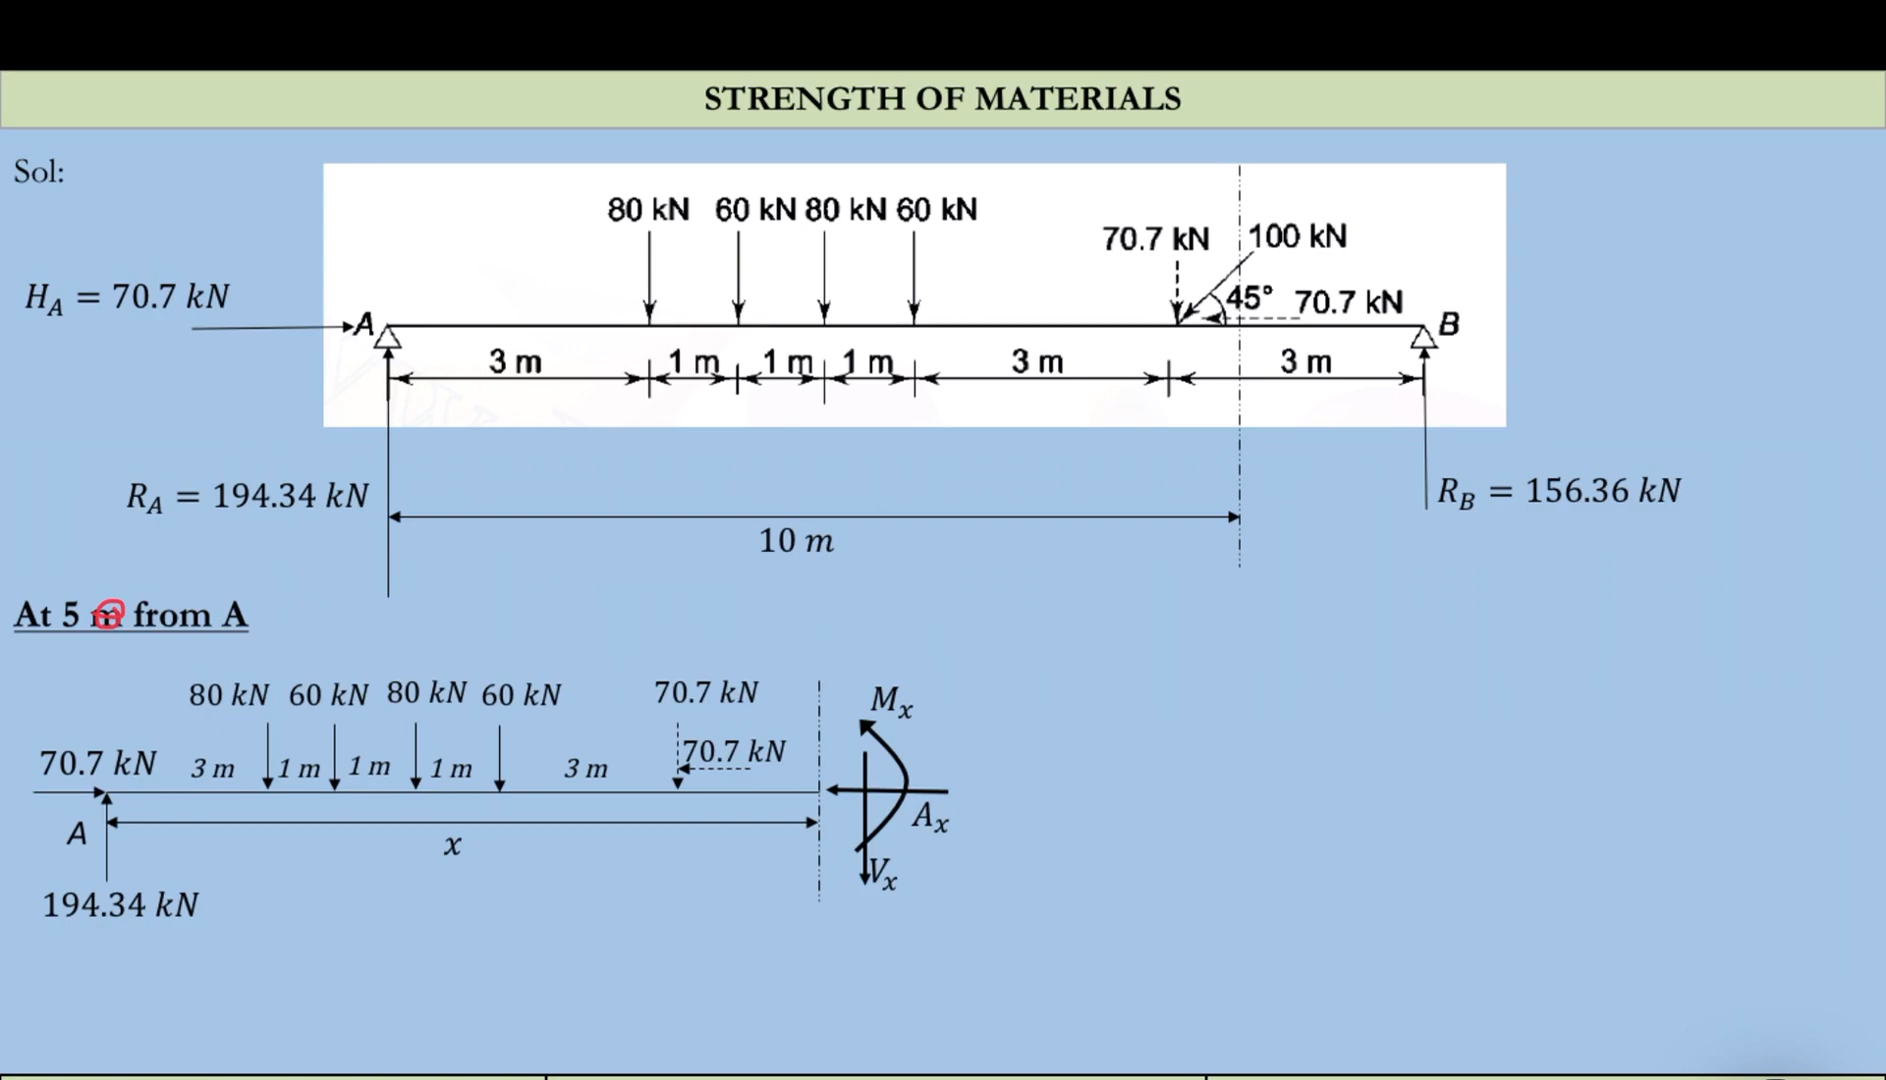 STRENGTH OF MATERIALS
Sol:
80 kN 60 kN 80 kN 60 kN
70.7 kN 100 kN
H_A = 70.7 kN
45° 70.7 kN
A B
3 m 1 m 1 m 1 m 3 m 3 m
R_A = 194.34 kN
R_B = 156.36 kN
10 m
At 5 m from A
80 kN 60 kN 80 kN 60 kN 70.7 kN M_x
70.7 kN 3 m 1 m 1 m 1 m 3 m 70.7 kN
A x A_x
V_x
194.34 kN